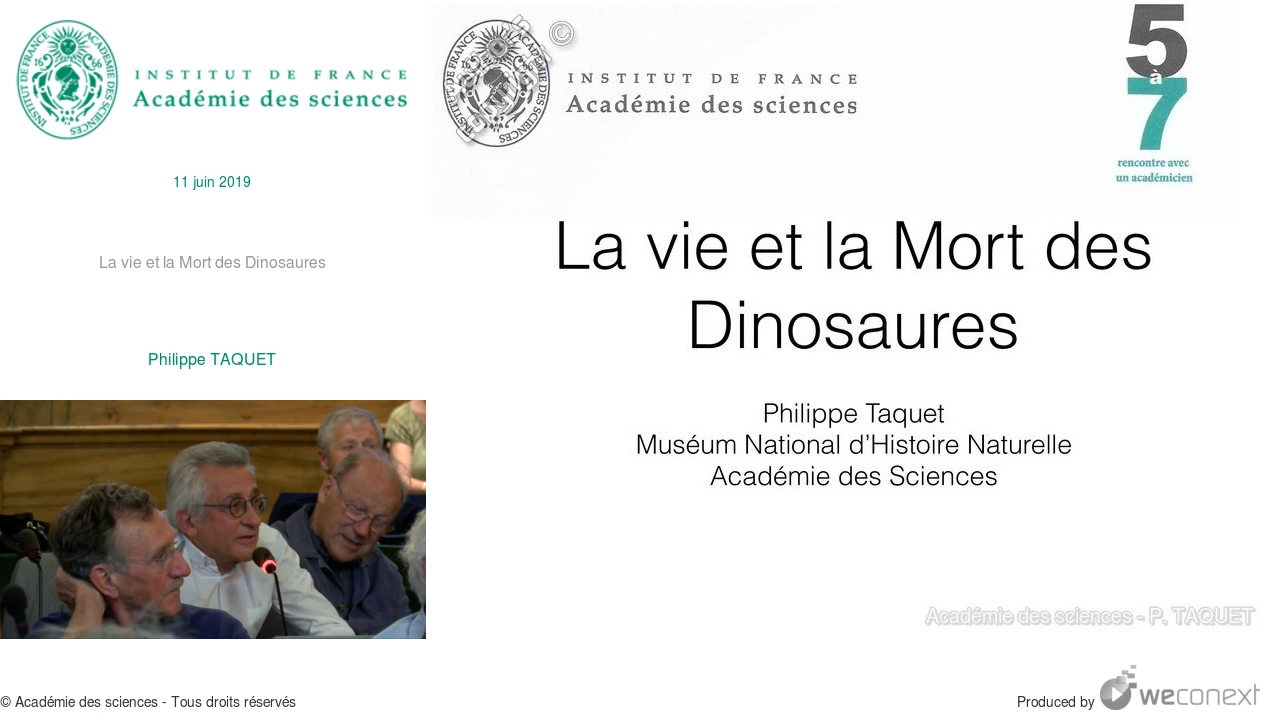 INSTITUT DE FRANCE
Académie des sciences
11 juin 2019
La vie et la Mort des Dinosaures
Philippe TAQUET
INSTITUT DE FRANCE
Académie des sciences
5
à
7
rencontre avec
un académicien
La vie et la Mort des
Dinosaures
Philippe Taquet
Muséum National d’Histoire Naturelle
Académie des Sciences
Académie des sciences - P. TAQUET
© Académie des sciences - Tous droits réservés
Produced by weconext